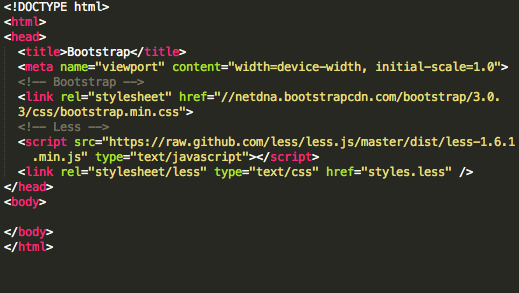 <!DOCTYPE html>
<html>
<head>
  <title>Bootstrap</title>
  <meta name="viewport" content="width=device-width, initial-scale=1.0">
  <!-- Bootstrap -->
  <link rel="stylesheet" href="//netdna.bootstrapcdn.com/bootstrap/3.0.
  3/css/bootstrap.min.css">
  <!-- Less -->
  <script src="https://raw.github.com/less/less.js/master/dist/less-1.6.1
    .min.js" type="text/javascript"></script>
  <link rel="stylesheet/less" type="text/css" href="styles.less" />
</head>
<body>

</body>
</html>